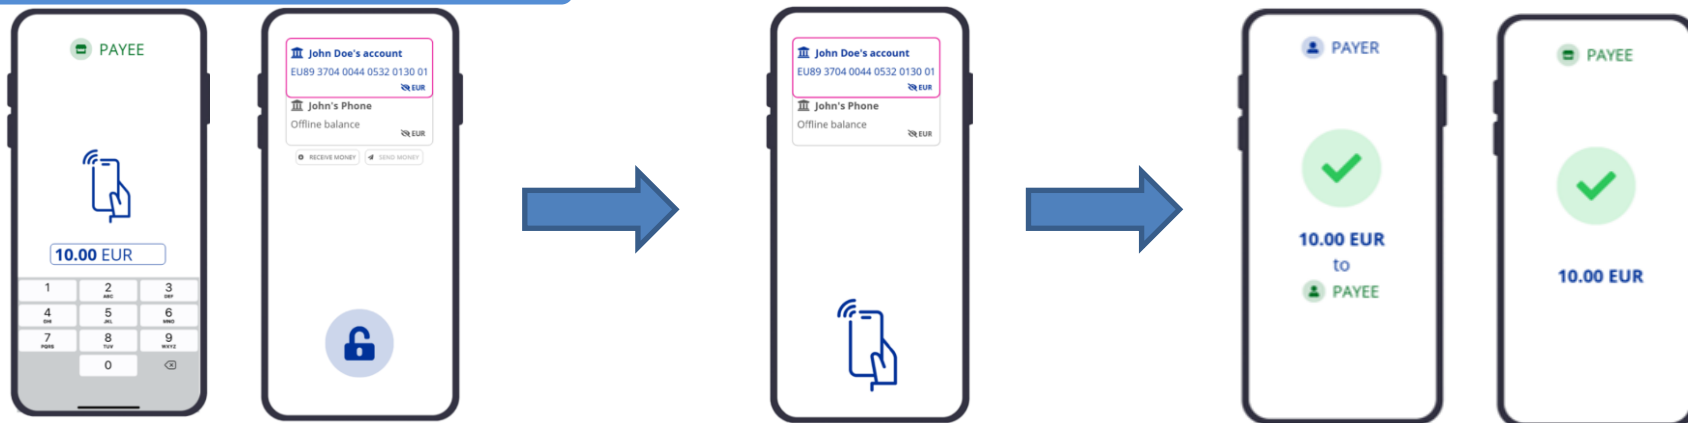 PAYEE
10.00 EUR
1
2
ABC
3
DEF
4
GHI
5
JKL
6
MNO
7
PQRS
8
TUV
9
WXYZ
0
John Doe's account
EU89 3704 0044 0532 0130 01
EUR
John's Phone
Offline balance
EUR
RECEIVE MONEY
SEND MONEY
John Doe's account
EU89 3704 0044 0532 0130 01
EUR
John's Phone
Offline balance
EUR
PAYER
10.00 EUR
to
PAYEE
PAYEE
10.00 EUR